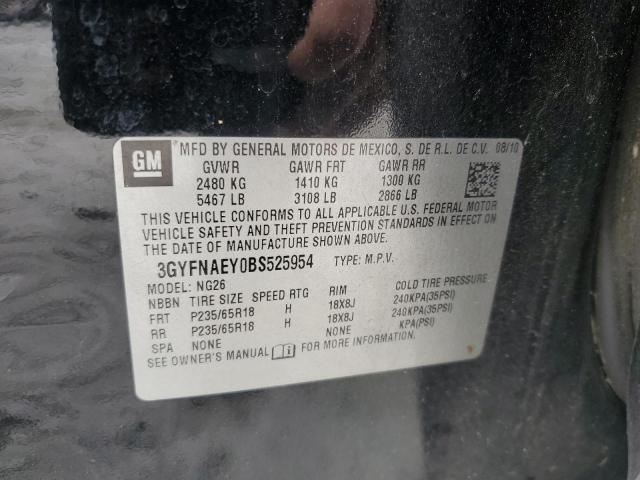 GM
MFD BY GENERAL MOTORS DE MEXICO, S. DE R.L. DE C.V. 08/10
GVWR GAWR FRT GAWR RR
2480 KG 1410 KG 1300 KG
5467 LB 3108 LB 2866 LB
THIS VEHICLE CONFORMS TO ALL APPLICABLE U.S. FEDERAL MOTOR
VEHICLE SAFETY AND THEFT PREVENTION STANDARDS IN EFFECT ON
THE DATE OF MANUFACTURE SHOWN ABOVE.
3GYFNAEY0BS525954 TYPE: M.P.V.
MODEL: NG26
NBBN TIRE SIZE SPEED RTG RIM COLD TIRE PRESSURE
FRT P235/65R18 H 18X8J 240KPA(35PSI)
RR P235/65R18 H 18X8J 240KPA(35PSI)
SPA NONE NONE KPA(PSI)
SEE OWNER'S MANUAL FOR MORE INFORMATION.